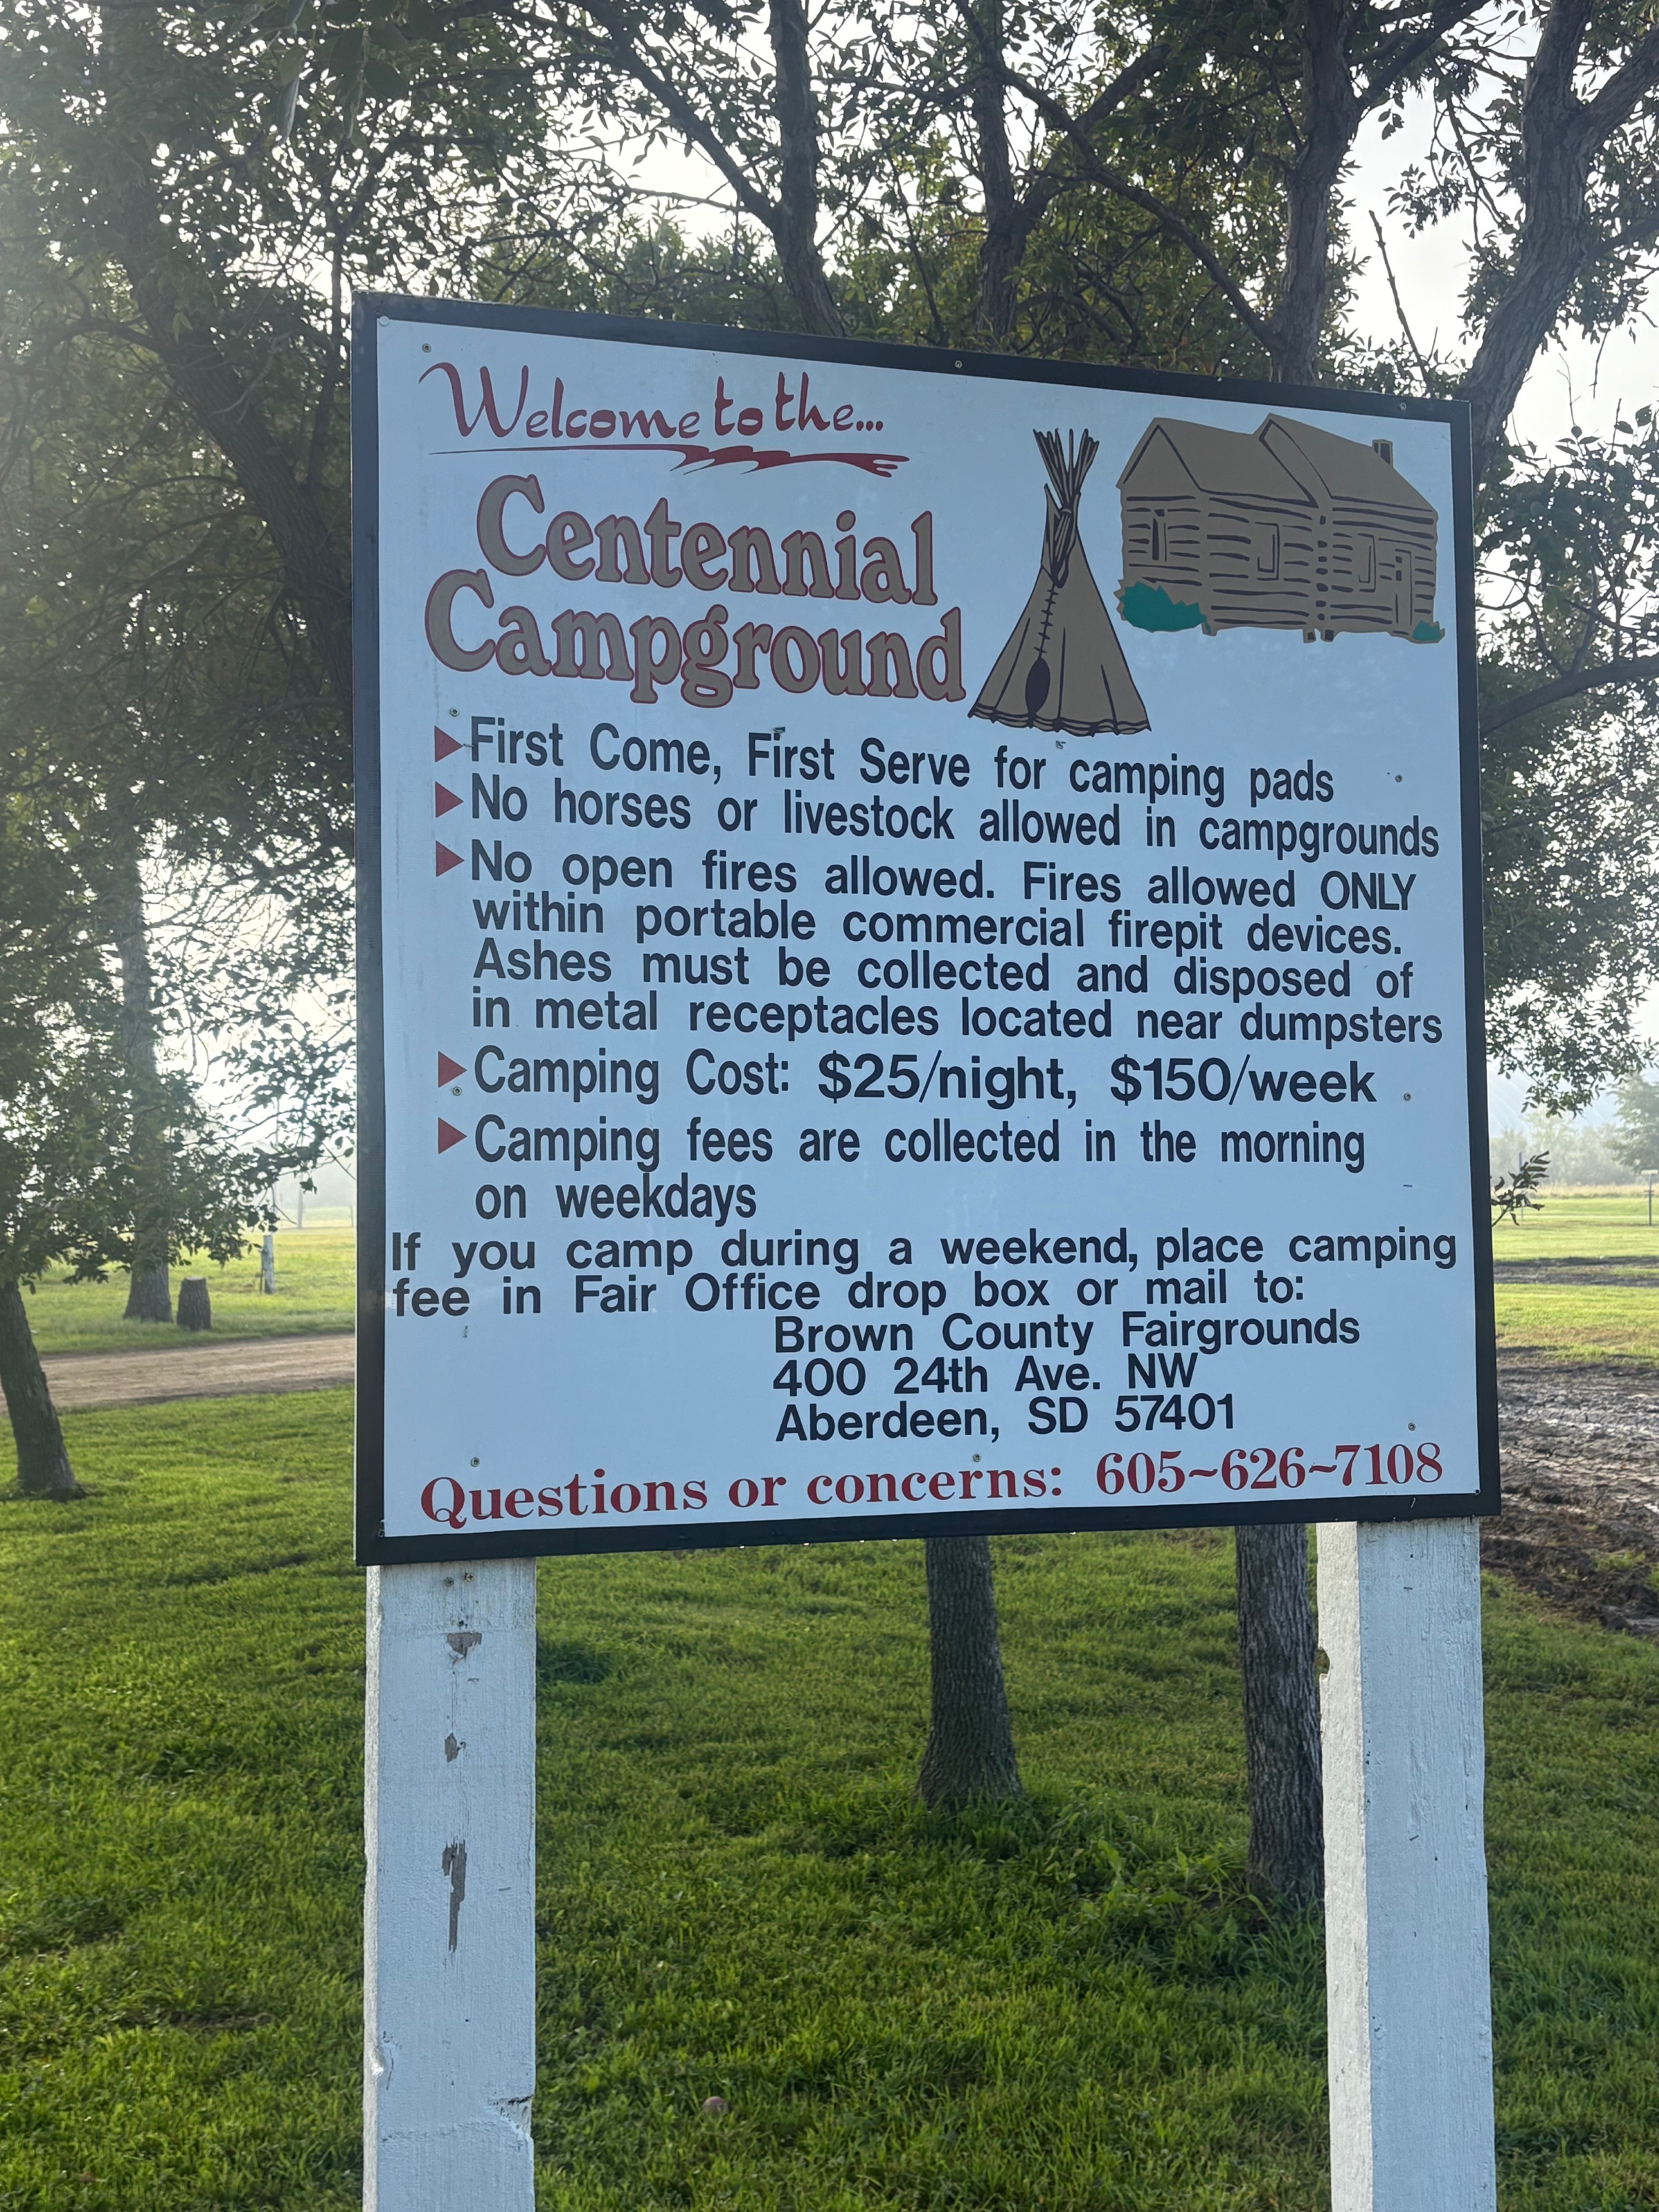 Welcome to the...
Centennial
Campground
First Come, First Serve for camping pads
No horses or livestock allowed in campgrounds
No open fires allowed. Fires allowed ONLY
within portable commercial firepit devices.
Ashes must be collected and disposed of
in metal receptacles located near dumpsters
Camping Cost: $25/night, $150/week
Camping fees are collected in the morning
on weekdays
If you camp during a weekend, place camping
fee in Fair Office drop box or mail to:
Brown County Fairgrounds
400 24th Ave. NW
Aberdeen, SD 57401
Questions or concerns: 605~626~7108